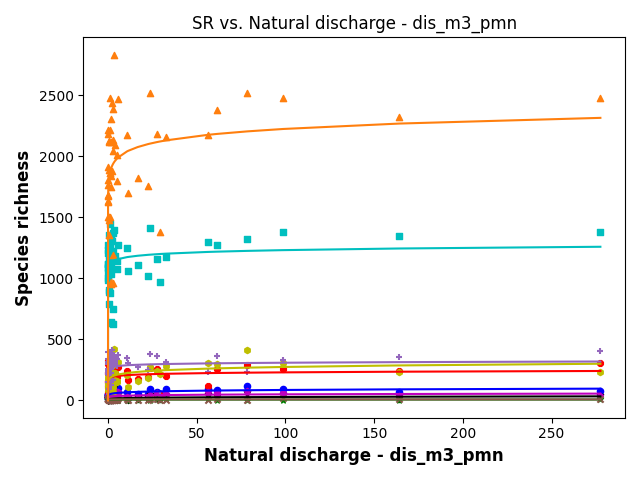 SR vs. Natural discharge - dis_m3_pmn
Species richness
2500
2000
1500
1000
500
0
0 50 100 150 200 250
Natural discharge - dis_m3_pmn